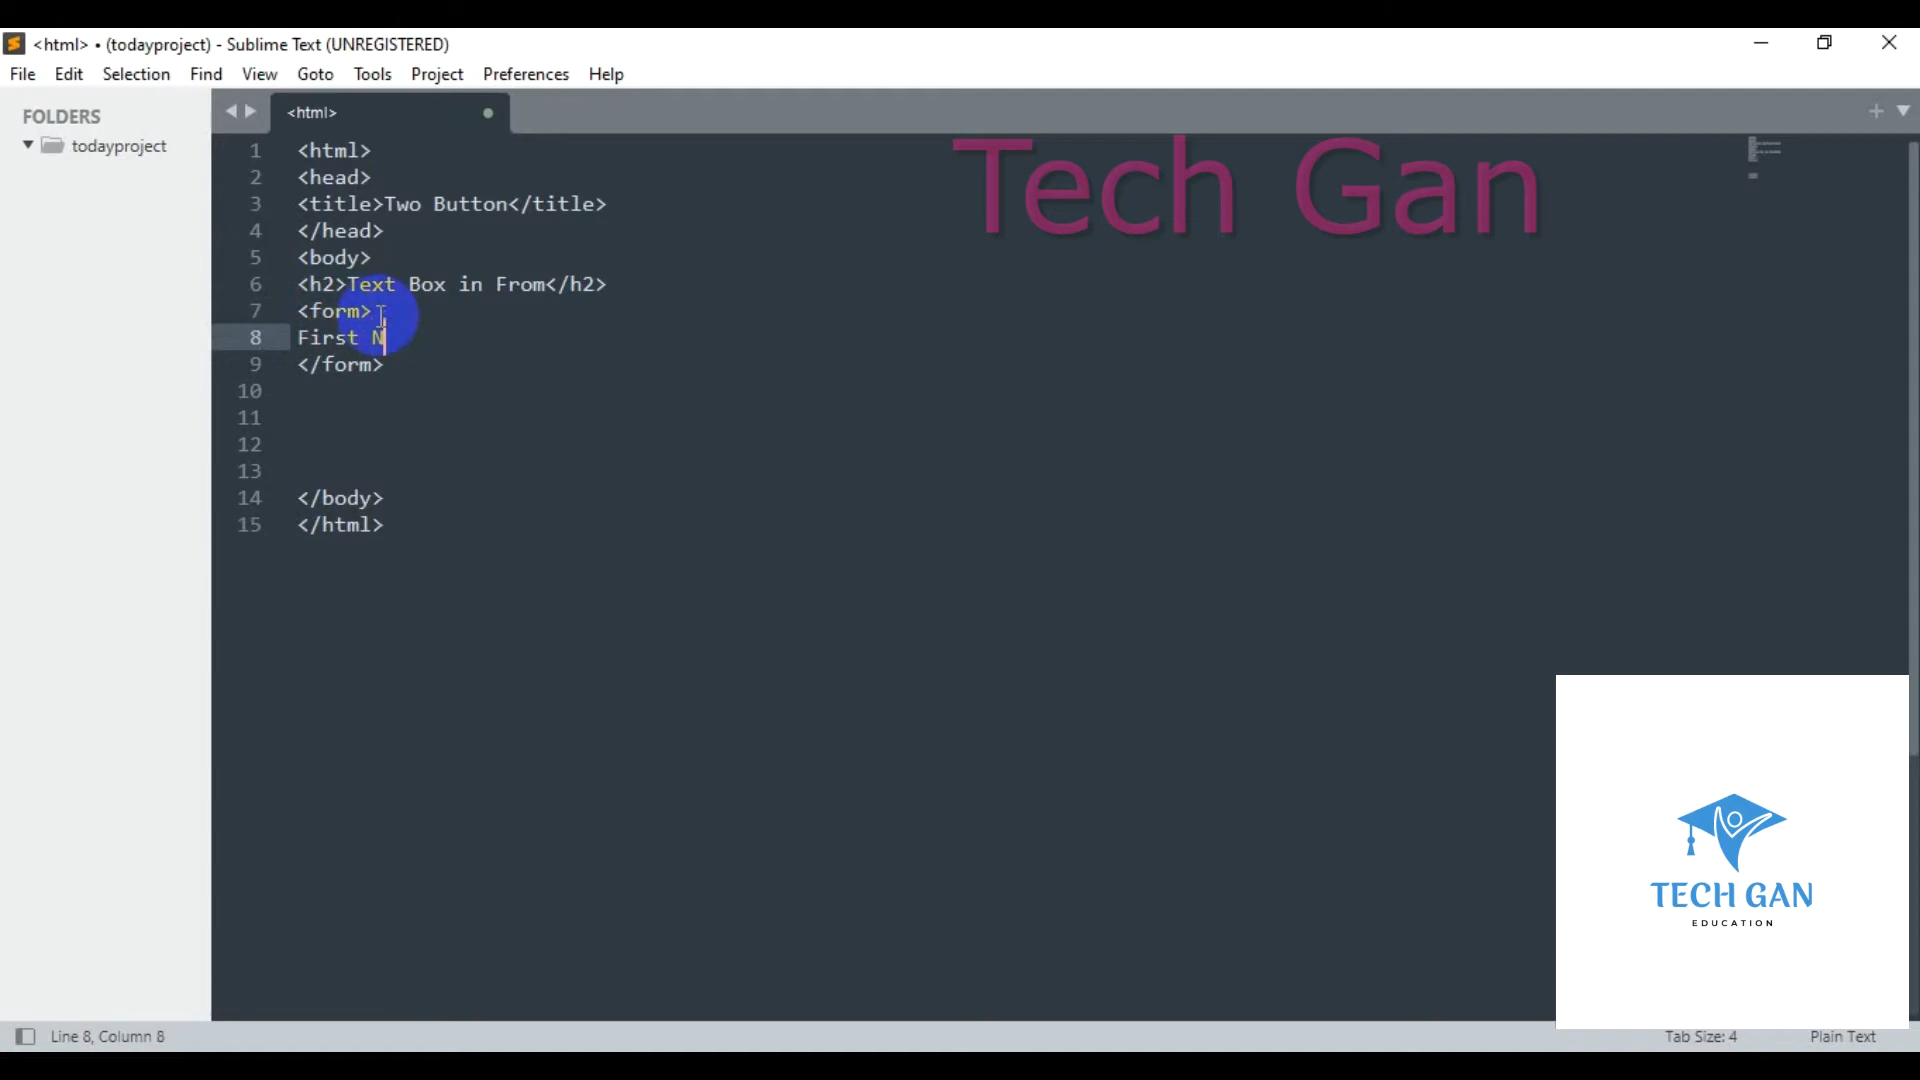 <html> • (todayproject) - Sublime Text (UNREGISTERED)
File Edit Selection Find View Goto Tools Project Preferences Help
FOLDERS
todayproject
<html>
1 <html>
2 <head>
3 <title>Two Button</title>
4 </head>
5 <body>
6 <h2>Text Box in From</h2>
7 <form>
8 First N
9 </form>
10
11
12
13
14 </body>
15 </html>
Tech Gan
TECH GAN
EDUCATION
Line 8, Column 8
Tab Size: 4
Plain Text